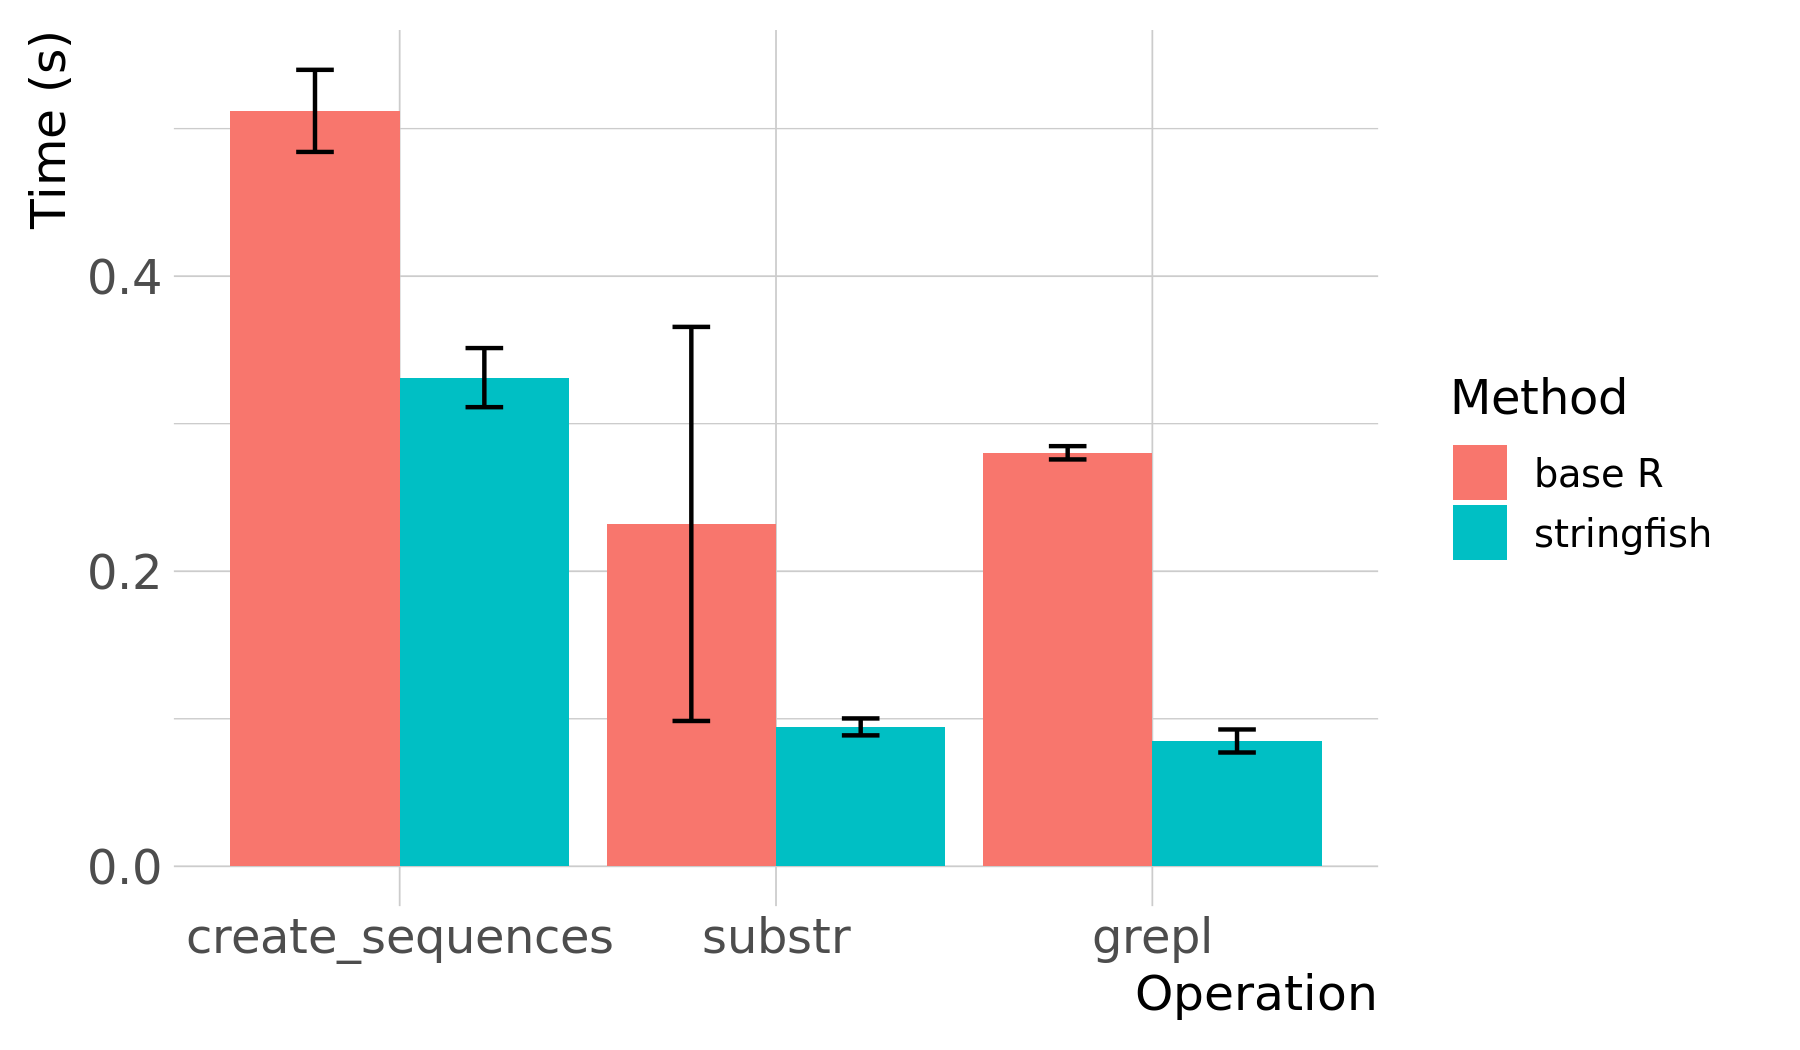 Time (s)
0.4
0.2
0.0
create_sequences
substr
grepl
Operation
Method
base R
stringfish